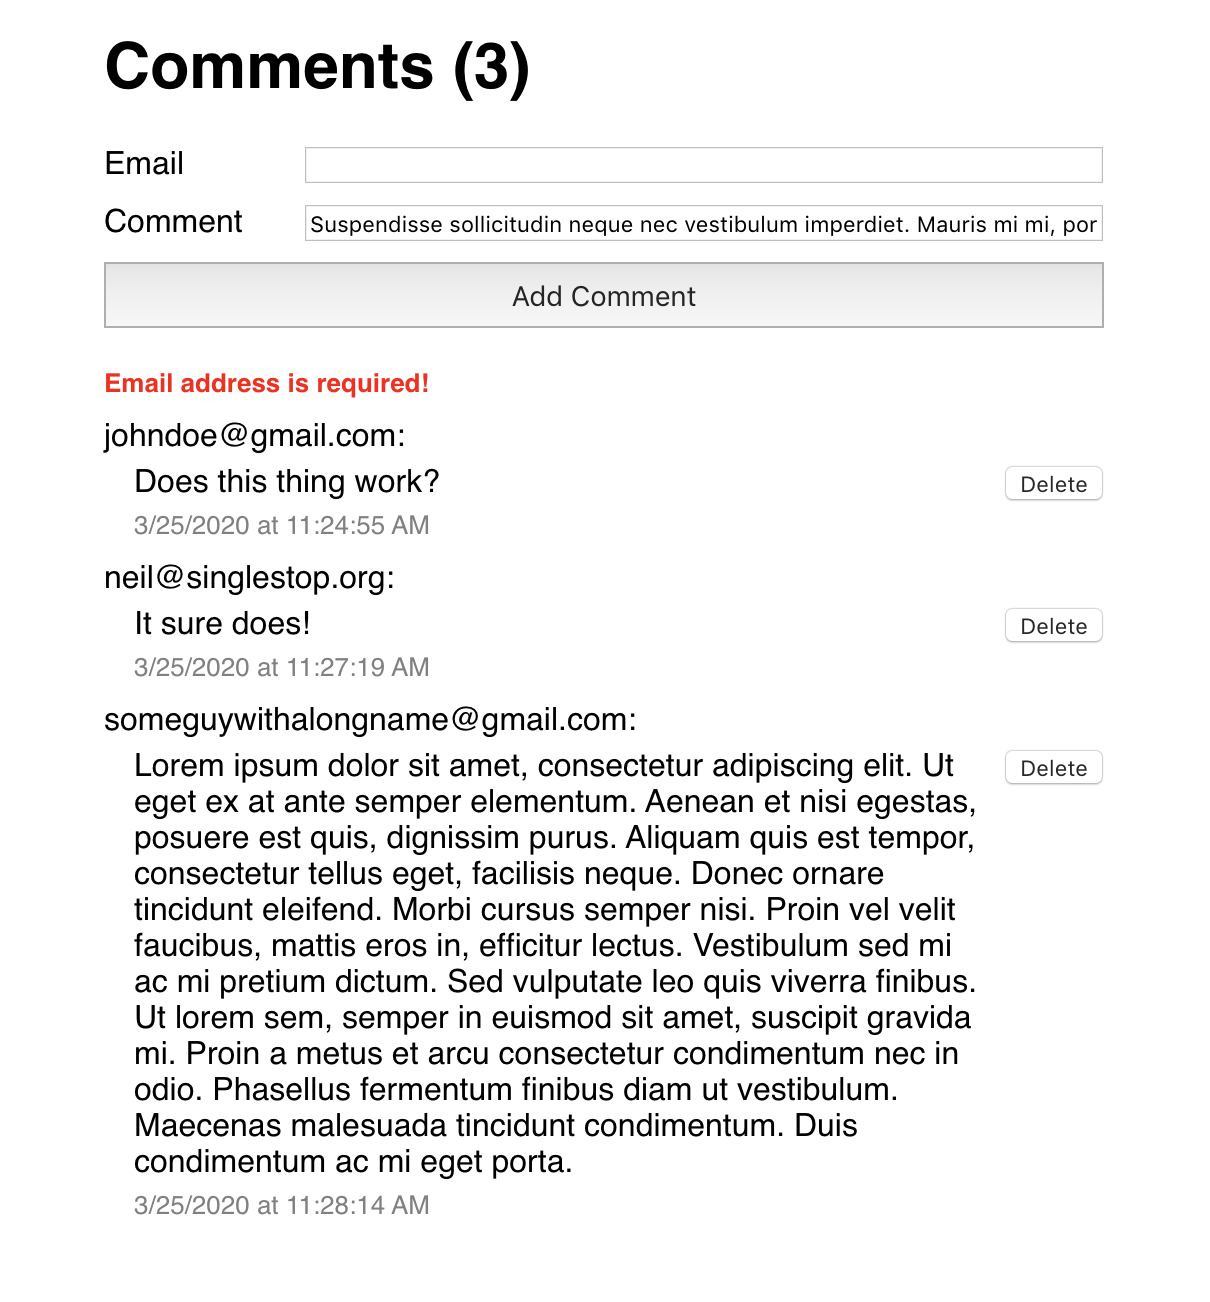 Comments (3)
Email
Comment
Suspendisse sollicitudin neque nec vestibulum imperdiet. Mauris mi mi, por
Add Comment
Email address is required!
johndoe@gmail.com:
Does this thing work?
Delete
3/25/2020 at 11:24:55 AM
neil@singlestop.org:
It sure does!
Delete
3/25/2020 at 11:27:19 AM
someguywithalongname@gmail.com:
Lorem ipsum dolor sit amet, consectetur adipiscing elit. Ut
Delete
eget ex at ante semper elementum. Aenean et nisi egestas,
posuere est quis, dignissim purus. Aliquam quis est tempor,
consectetur tellus eget, facilisis neque. Donec ornare
tincidunt eleifend. Morbi cursus semper nisi. Proin vel velit
faucibus, mattis eros in, efficitur lectus. Vestibulum sed mi
ac mi pretium dictum. Sed vulputate leo quis viverra finibus.
Ut lorem sem, semper in euismod sit amet, suscipit gravida
mi. Proin a metus et arcu consectetur condimentum nec in
odio. Phasellus fermentum finibus diam ut vestibulum.
Maecenas malesuada tincidunt condimentum. Duis
condimentum ac mi eget porta.
3/25/2020 at 11:28:14 AM